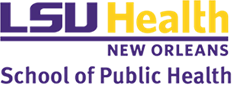 LSU Health
NEW ORLEANS
School of Public Health